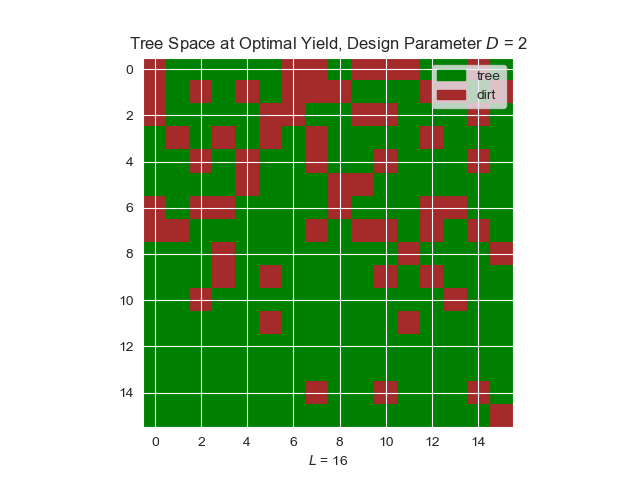 Tree Space at Optimal Yield, Design Parameter D = 2
tree
dirt
0
2
4
6
8
10
12
14
0 2 4 6 8 10 12 14
L = 16